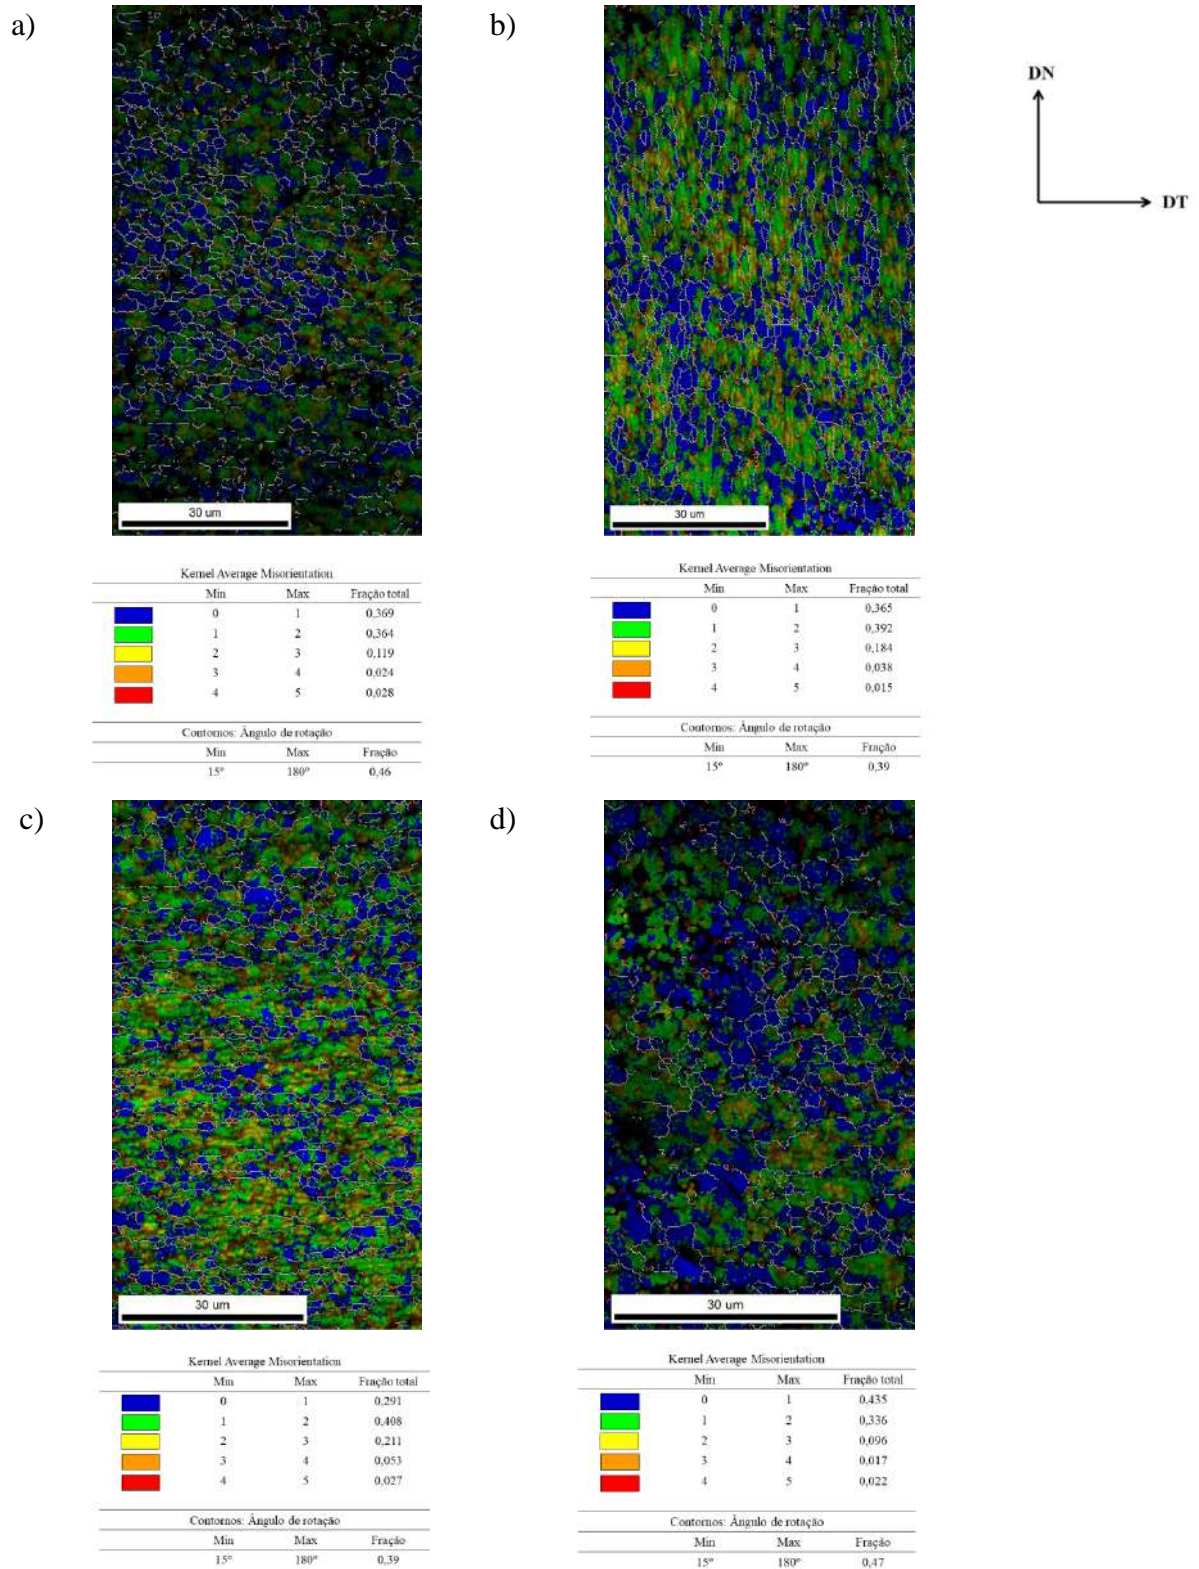 a)
b)
DN
DT
30 um
30 um
Kernel Average Misorientation
Min Max Fração total
0 1 0,369
1 2 0,364
2 3 0,119
3 4 0,024
4 5 0,028
Contornos: Ângulo de rotação
Min Max Fração
15° 180° 0,46
Kernel Average Misorientation
Min Max Fração total
0 1 0,365
1 2 0,392
2 3 0,184
3 4 0,038
4 5 0,015
Contornos: Ângulo de rotação
Min Max Fração
15° 180° 0,39
c)
d)
30 um
30 um
Kernel Average Misorientation
Min Max Fração total
0 1 0,291
1 2 0,408
2 3 0,211
3 4 0,053
4 5 0,027
Contornos: Ângulo de rotação
Min Max Fração
15° 180° 0,39
Kernel Average Misorientation
Min Max Fração total
0 1 0,435
1 2 0,336
2 3 0,096
3 4 0,017
4 5 0,022
Contornos: Ângulo de rotação
Min Max Fração
15° 180° 0,47